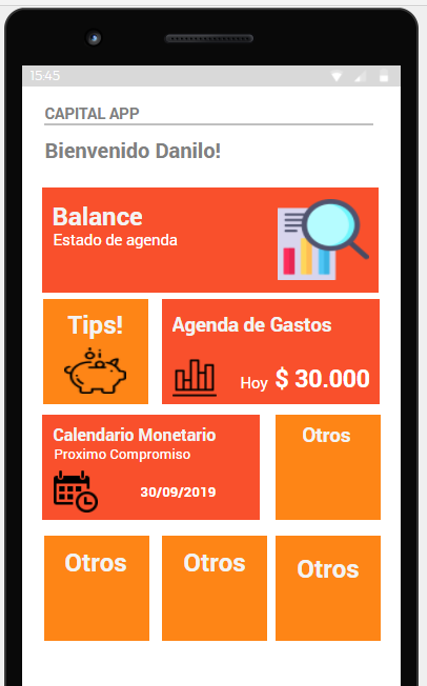 15:45
CAPITAL APP
Bienvenido Danilo!
Balance
Estado de agenda
Tips!
Agenda de Gastos
Hoy $ 30.000
Calendario Monetario
Proximo Compromiso
30/09/2019
Otros
Otros
Otros
Otros